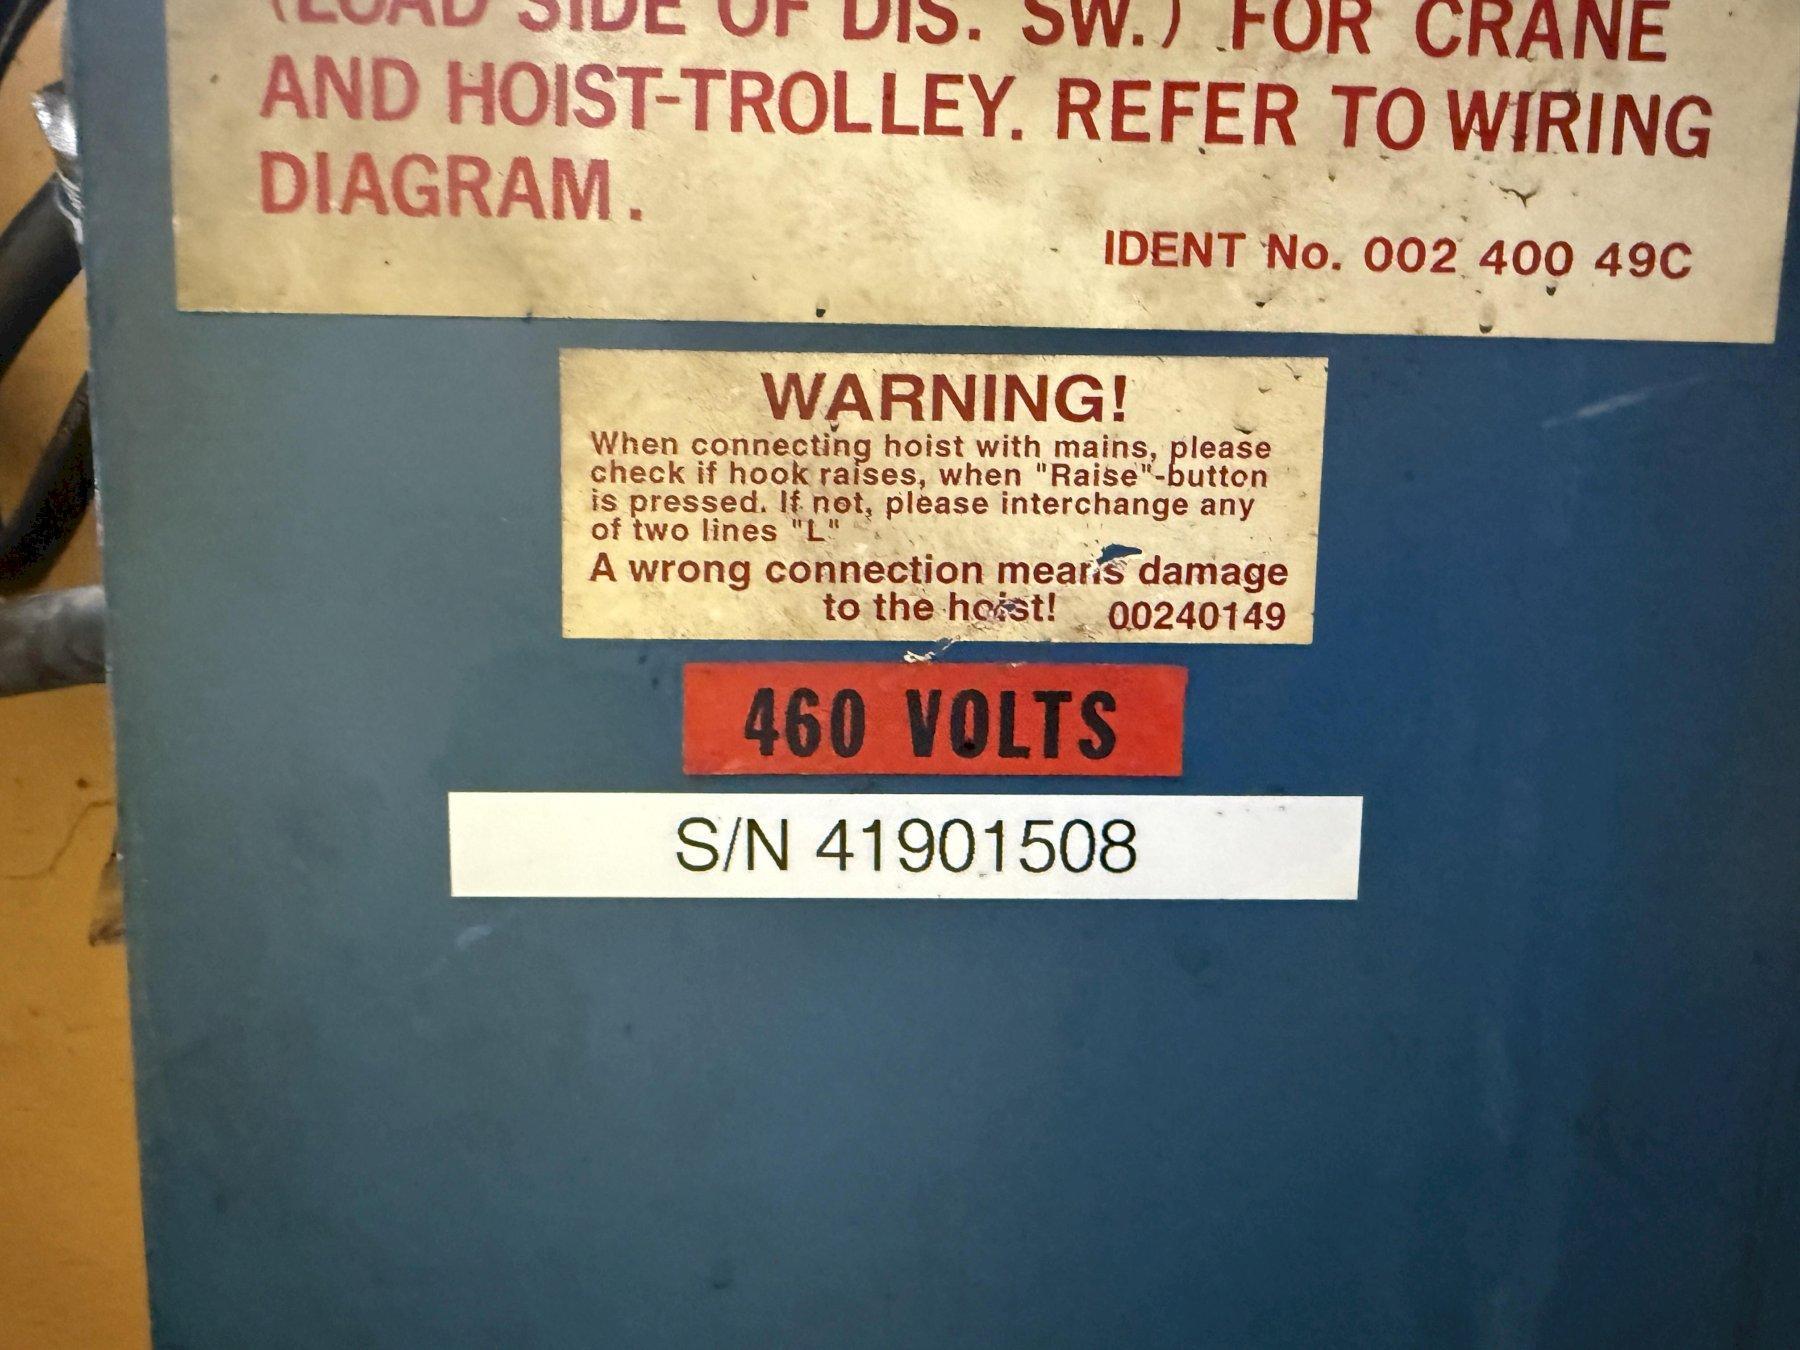 (LOAD SIDE OF DIS. SW.) FOR CRANE
AND HOIST-TROLLEY. REFER TO WIRING
DIAGRAM.
IDENT No. 002 400 49C
WARNING!
When connecting hoist with mains, please
check if hook raises, when "Raise"-button
is pressed. If not, please interchange any
of two lines "L"
A wrong connection means damage
to the hoist! 00240149
460 VOLTS
S/N 41901508